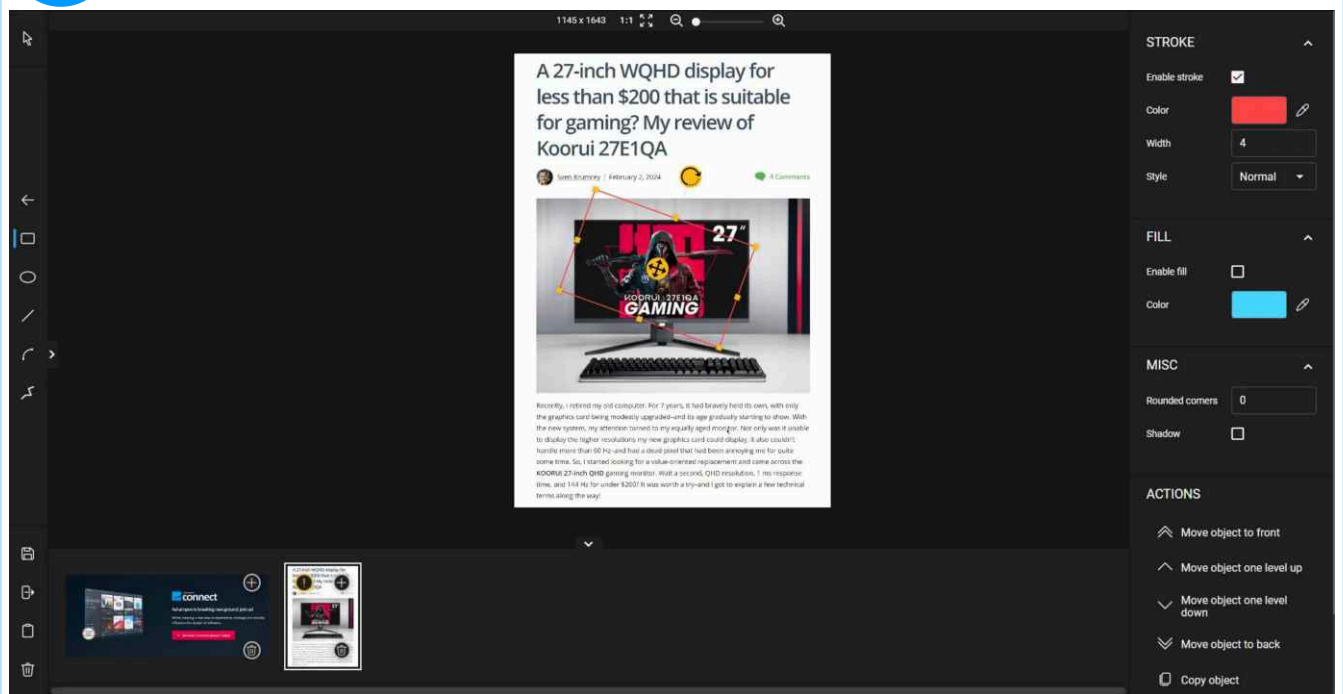 1145 x 1643 1:1
A 27-inch WQHD display for
less than $200 that is suitable
for gaming? My review of
Koorui 27E1QA
Sven Krumrey | February 2, 2024
4 Comments
27"
KOORUI 27E1QA
GAMING
Recently, I retired my old computer. For 7 years, it had bravely held its own, with only
the graphics card being modestly upgraded–and its age gradually starting to show. With
the new system, my attention turned to my equally aged monitor. Not only was it unable
to display the higher resolutions my new graphics card could display, it also couldn't
handle more than 60 Hz–and had a dead pixel that had been annoying me for quite
some time. So, I started looking for a value-oriented replacement and came across the
KOORUI 27-inch QHD gaming monitor. Wait a second, QHD resolution, 1 ms response
time, and 144 Hz for under $200? It was worth a try–and I got to explain a few technical
terms along the way!
connect
STROKE
Enable stroke
Color
Width 4
Style Normal
FILL
Enable fill
Color
MISC
Rounded corners 0
Shadow
ACTIONS
Move object to front
Move object one level up
Move object one level
down
Move object to back
Copy object